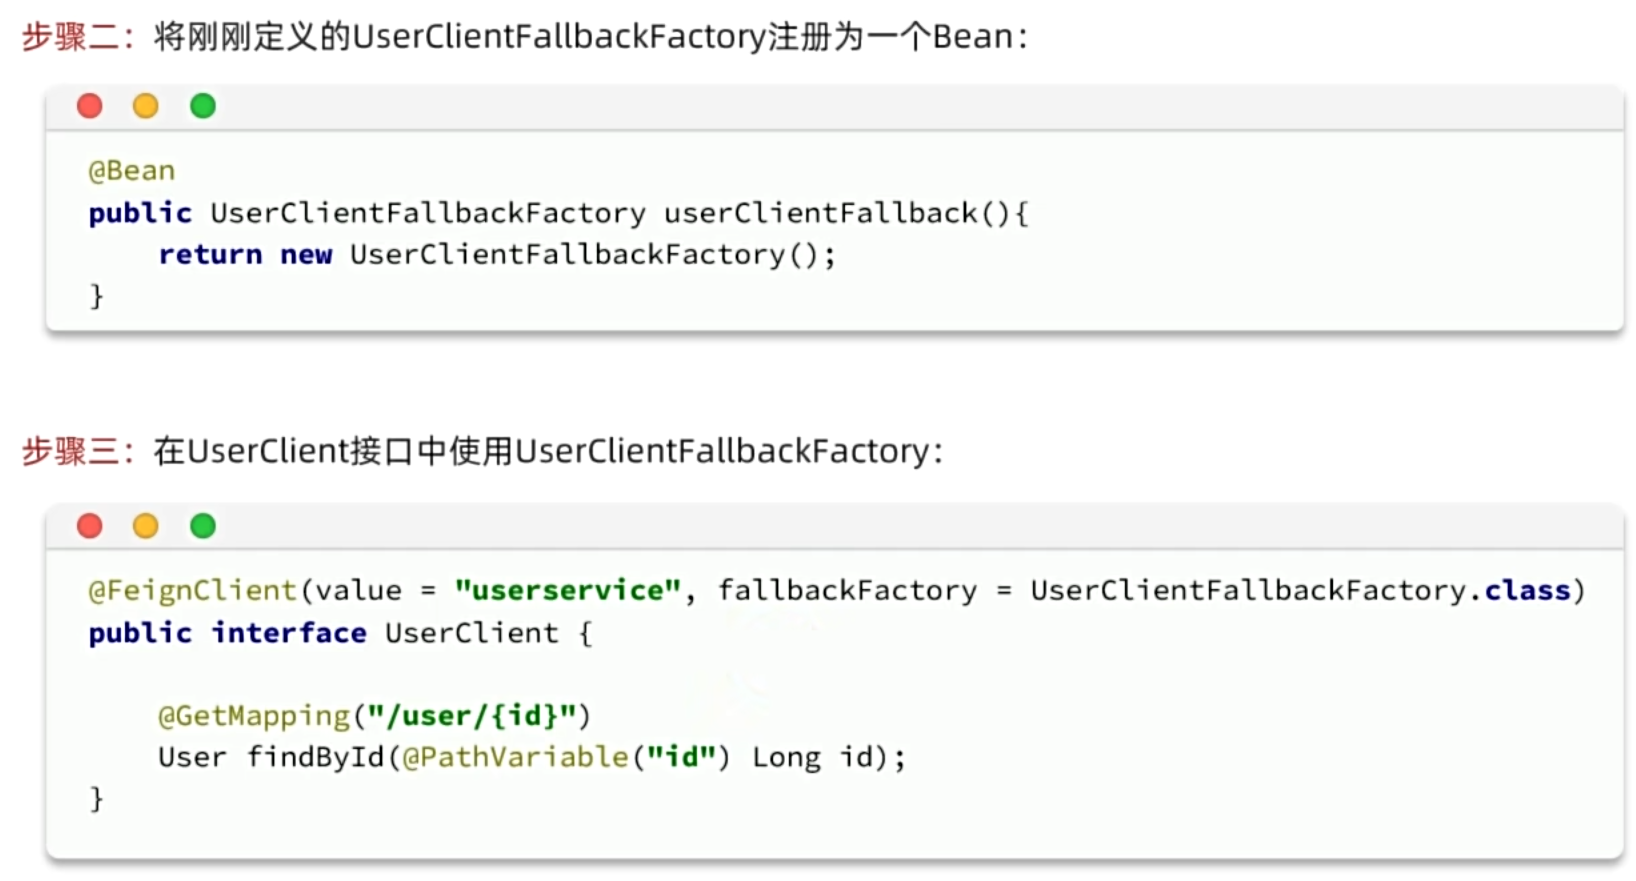 步骤二：将刚刚定义的UserClientFallbackFactory注册为一个Bean：
@Bean
public UserClientFallbackFactory userClientFallback(){
    return new UserClientFallbackFactory();
}
步骤三：在UserClient接口中使用UserClientFallbackFactory：
@FeignClient(value = "userservice", fallbackFactory = UserClientFallbackFactory.class)
public interface UserClient {
    @GetMapping("/user/{id}")
    User findById(@PathVariable("id") Long id);
}